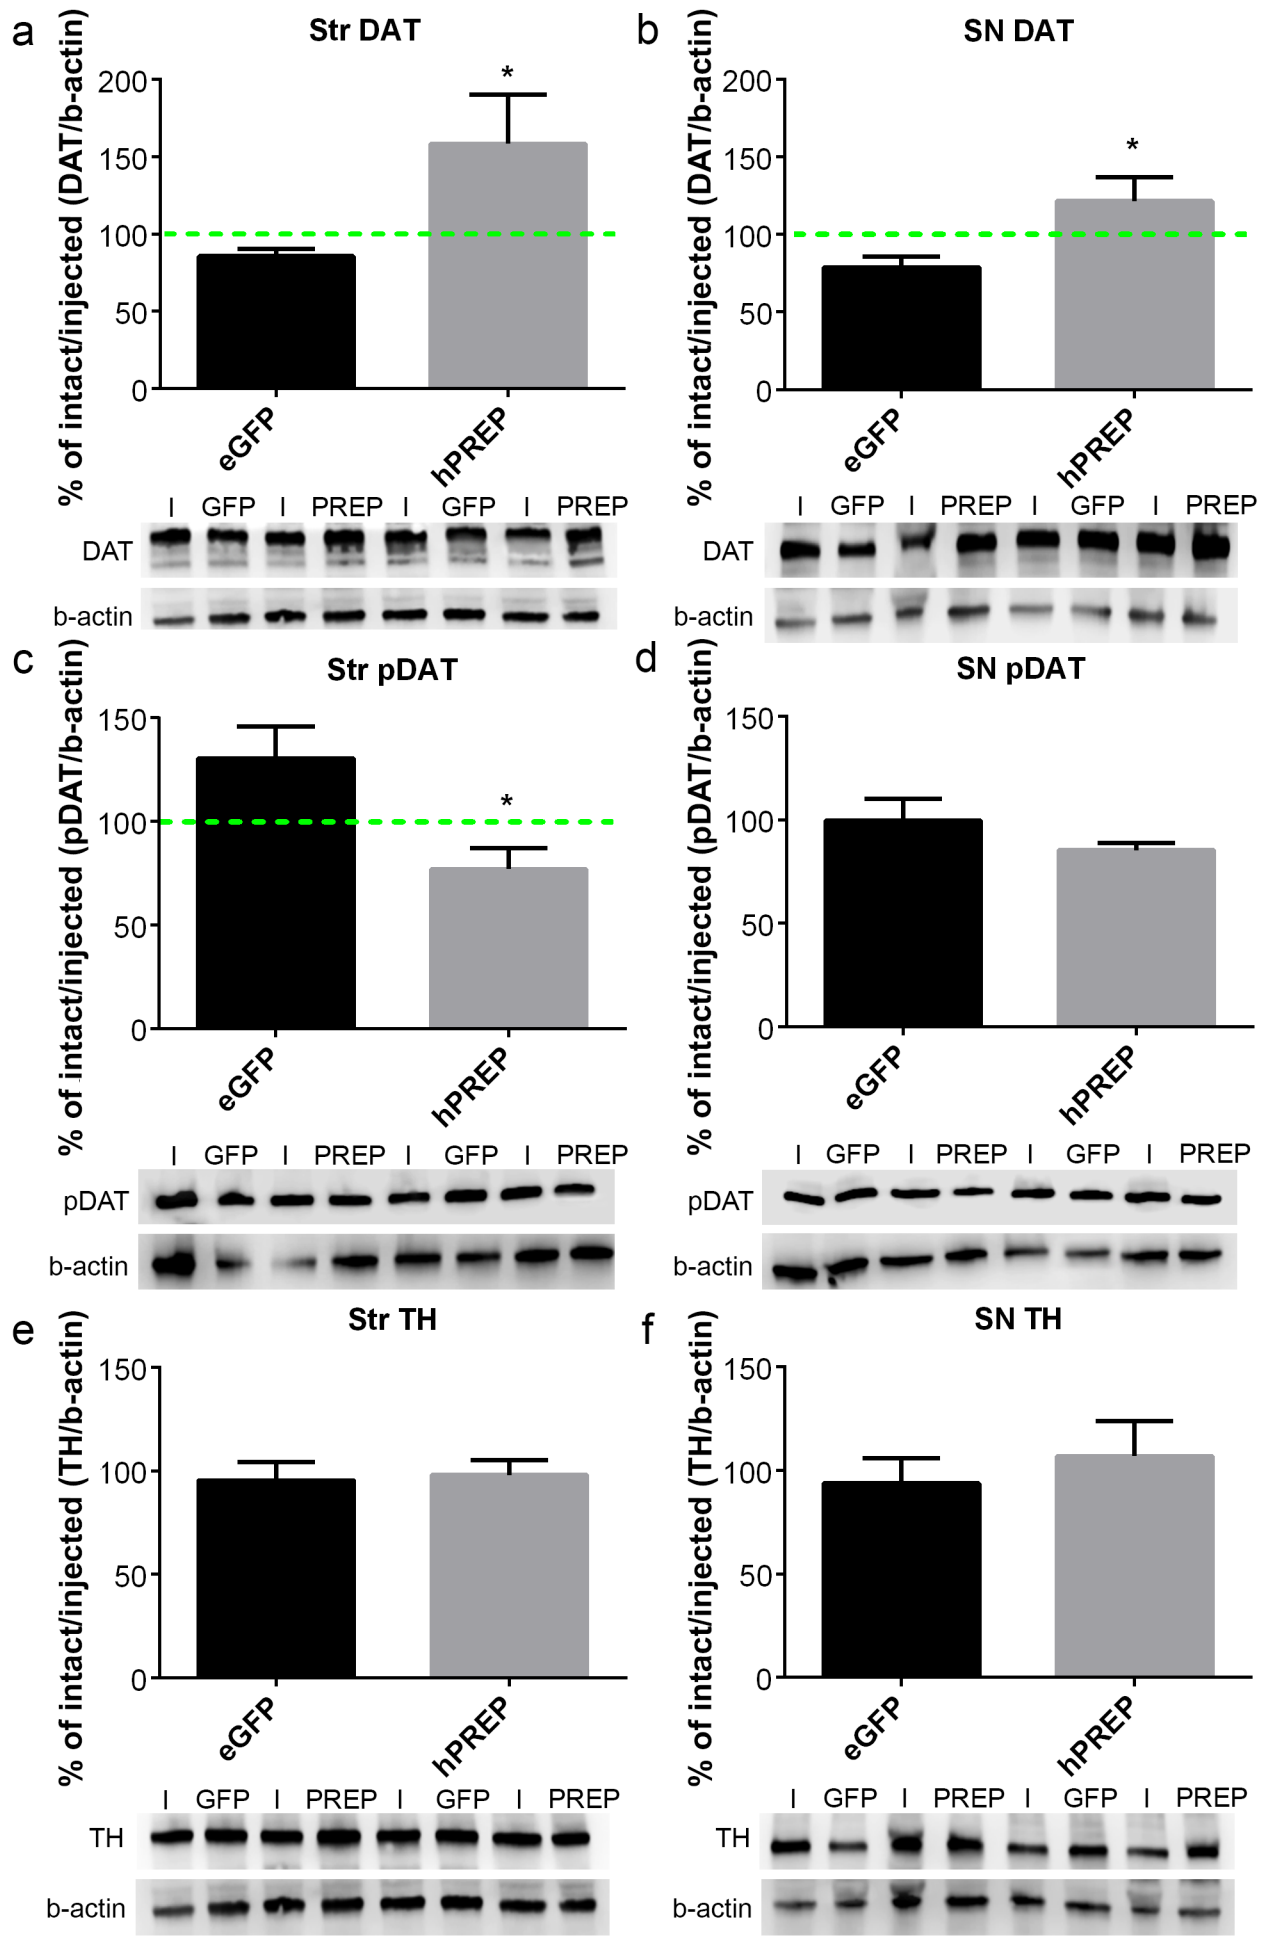 a
Str DAT
% of intact/injected (DAT/b-actin)
200
150
100
50
0
*
eGFP
hPREP
I GFP I PREP I GFP I PREP
DAT
b-actin
b
SN DAT
% of intact/injected (DAT/b-actin)
200
150
100
50
0
*
eGFP
hPREP
I GFP I PREP I GFP I PREP
DAT
b-actin
c
Str pDAT
% of intact/injected (pDAT/b-actin)
150
100
50
0
*
eGFP
hPREP
I GFP I PREP I GFP I PREP
pDAT
b-actin
d
SN pDAT
% of intact/injected (pDAT/b-actin)
150
100
50
0
eGFP
hPREP
I GFP I PREP I GFP I PREP
pDAT
b-actin
e
Str TH
% of intact/injected (TH/b-actin)
150
100
50
0
eGFP
hPREP
I GFP I PREP I GFP I PREP
TH
b-actin
f
SN TH
% of intact/injected (TH/b-actin)
150
100
50
0
eGFP
hPREP
I GFP I PREP I GFP I PREP
TH
b-actin